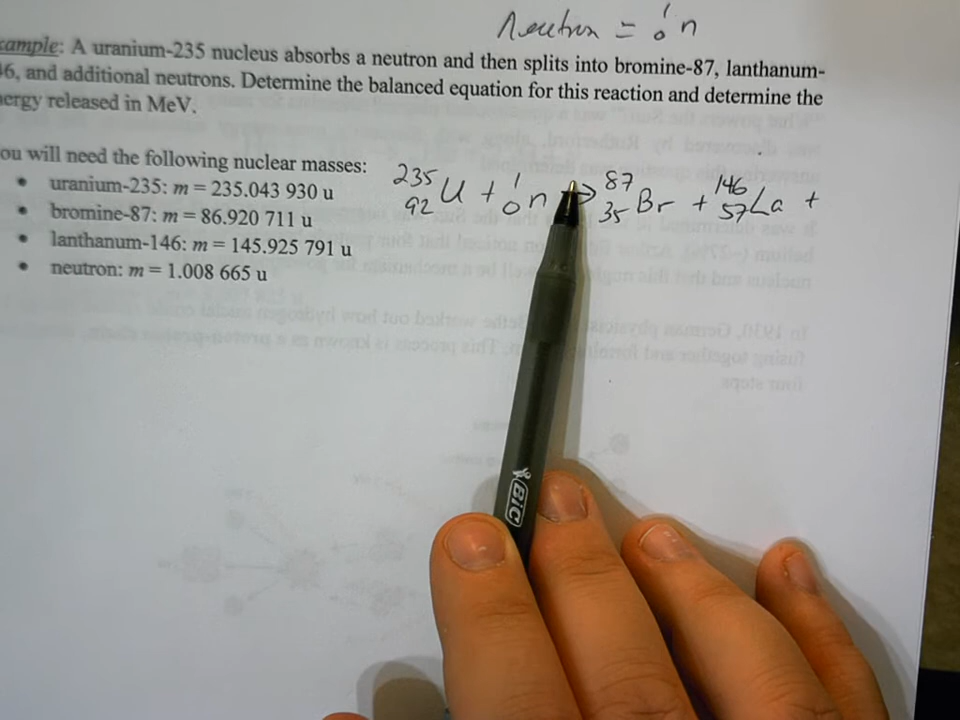 Neutron = ¹₀n
xample: A uranium-235 nucleus absorbs a neutron and then splits into bromine-87, lanthanum-
46, and additional neutrons. Determine the balanced equation for this reaction and determine the
nergy released in MeV.
ou will need the following nuclear masses:
• uranium-235: m = 235.043 930 u
• bromine-87: m = 86.920 711 u
• lanthanum-146: m = 145.925 791 u
• neutron: m = 1.008 665 u
²³⁵₉₂U + ¹₀n → ⁸⁷₃₅Br + ¹⁴⁶₅₇La +
BIC